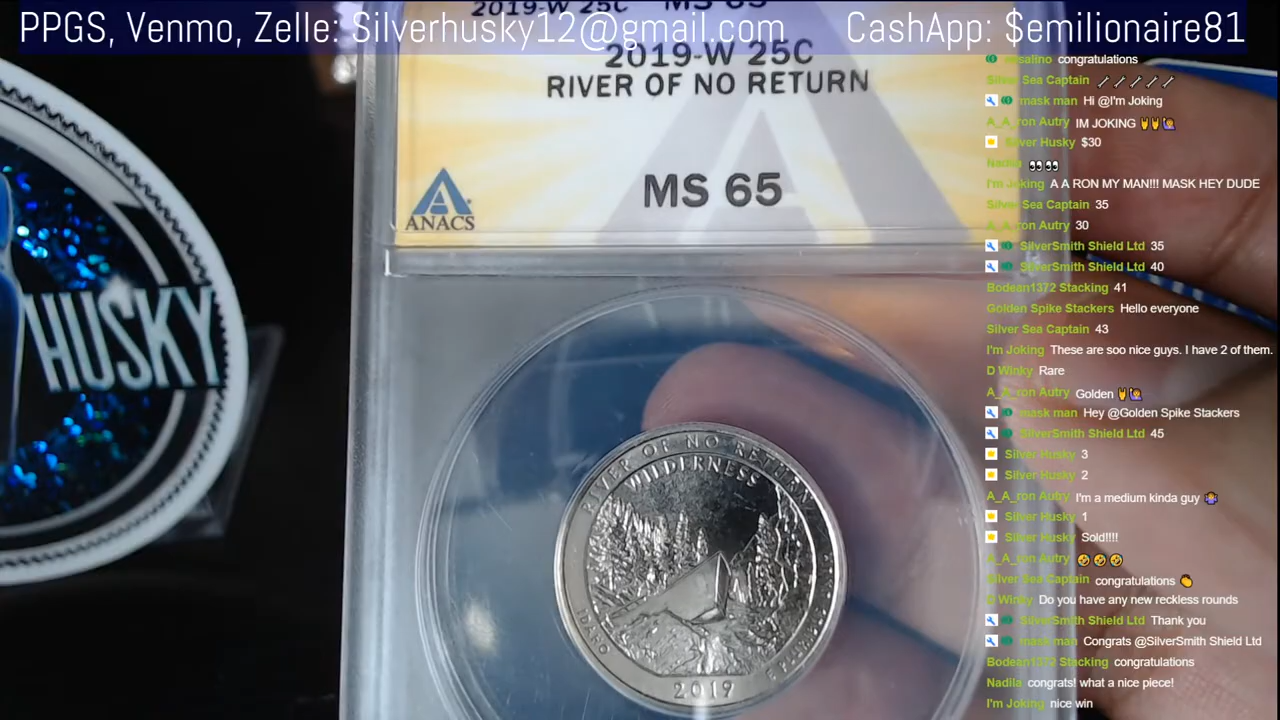 PPGS, Venmo, Zelle: Silverhusky12@gmail.com CashApp: $emilionaire81
2019-W 25C MS 65
2019-W 25C
RIVER OF NO RETURN
MS 65
ANACS
HUSKY
RIVER OF NO RETURN
WILDERNESS
IDAHO
2019
E PLURIBUS
congratulations
Silver Sea Captain 🦴🦴🦴🦴🦴
mask man Hi @I'm Joking
A_A_ron Autry IM JOKING 🤘🤘🙋
Silver Husky $30
Nadila 👀👀
I'm Joking A A RON MY MAN!!! MASK HEY DUDE
Silver Sea Captain 35
A_A_ron Autry 30
SilverSmith Shield Ltd 35
SilverSmith Shield Ltd 40
Bodean1372 Stacking 41
Golden Spike Stackers Hello everyone
Silver Sea Captain 43
I'm Joking These are soo nice guys. I have 2 of them.
D Winky Rare
A_A_ron Autry Golden 🤘🙋
mask man Hey @Golden Spike Stackers
SilverSmith Shield Ltd 45
Silver Husky 3
Silver Husky 2
A_A_ron Autry I'm a medium kinda guy 🤷
Silver Husky 1
Silver Husky Sold!!!!
A_A_ron Autry 🤣🤣🤣
Silver Sea Captain congratulations 👏
D Winky Do you have any new reckless rounds
SilverSmith Shield Ltd Thank you
mask man Congrats @SilverSmith Shield Ltd
Bodean1372 Stacking congratulations
Nadila congrats! what a nice piece!
I'm Joking nice win